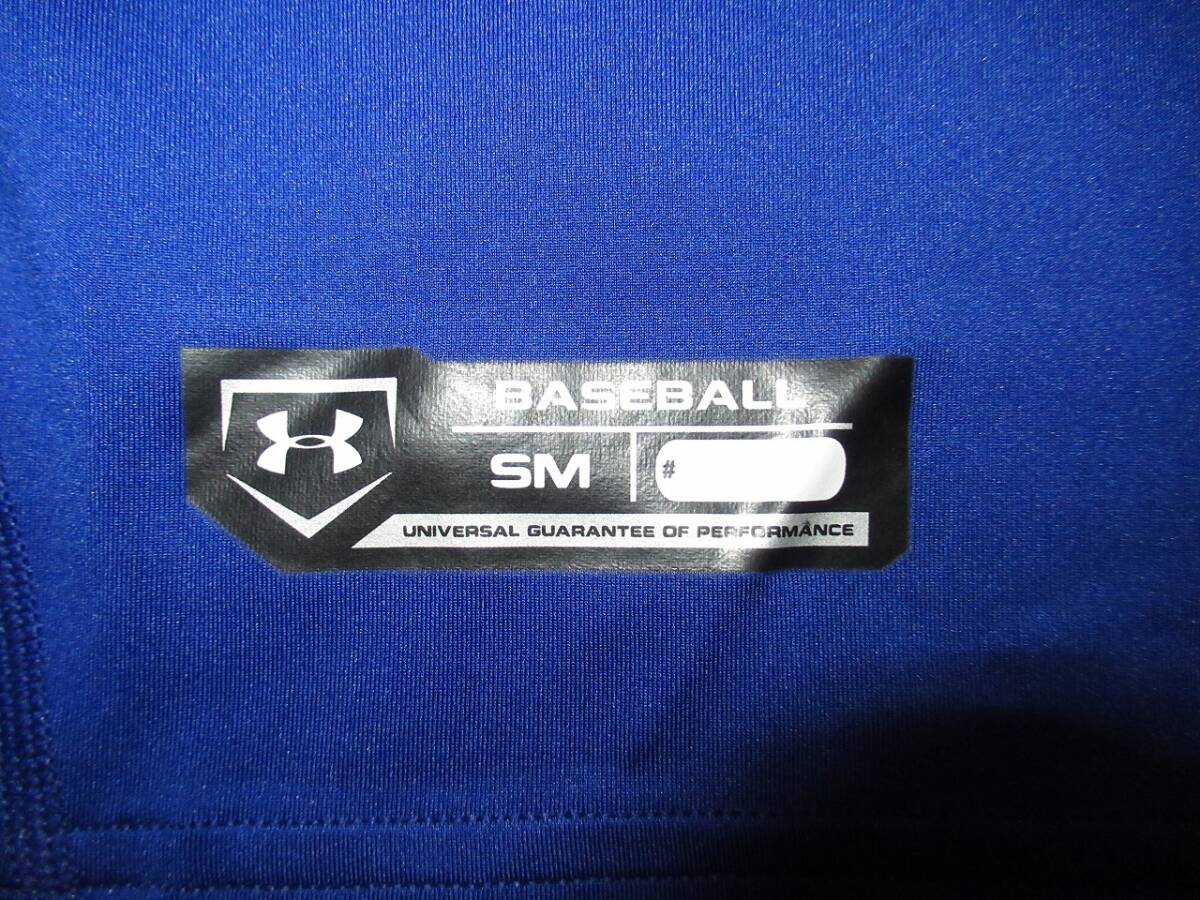 BASEBALL
SM
#
UNIVERSAL GUARANTEE OF PERFORMANCE